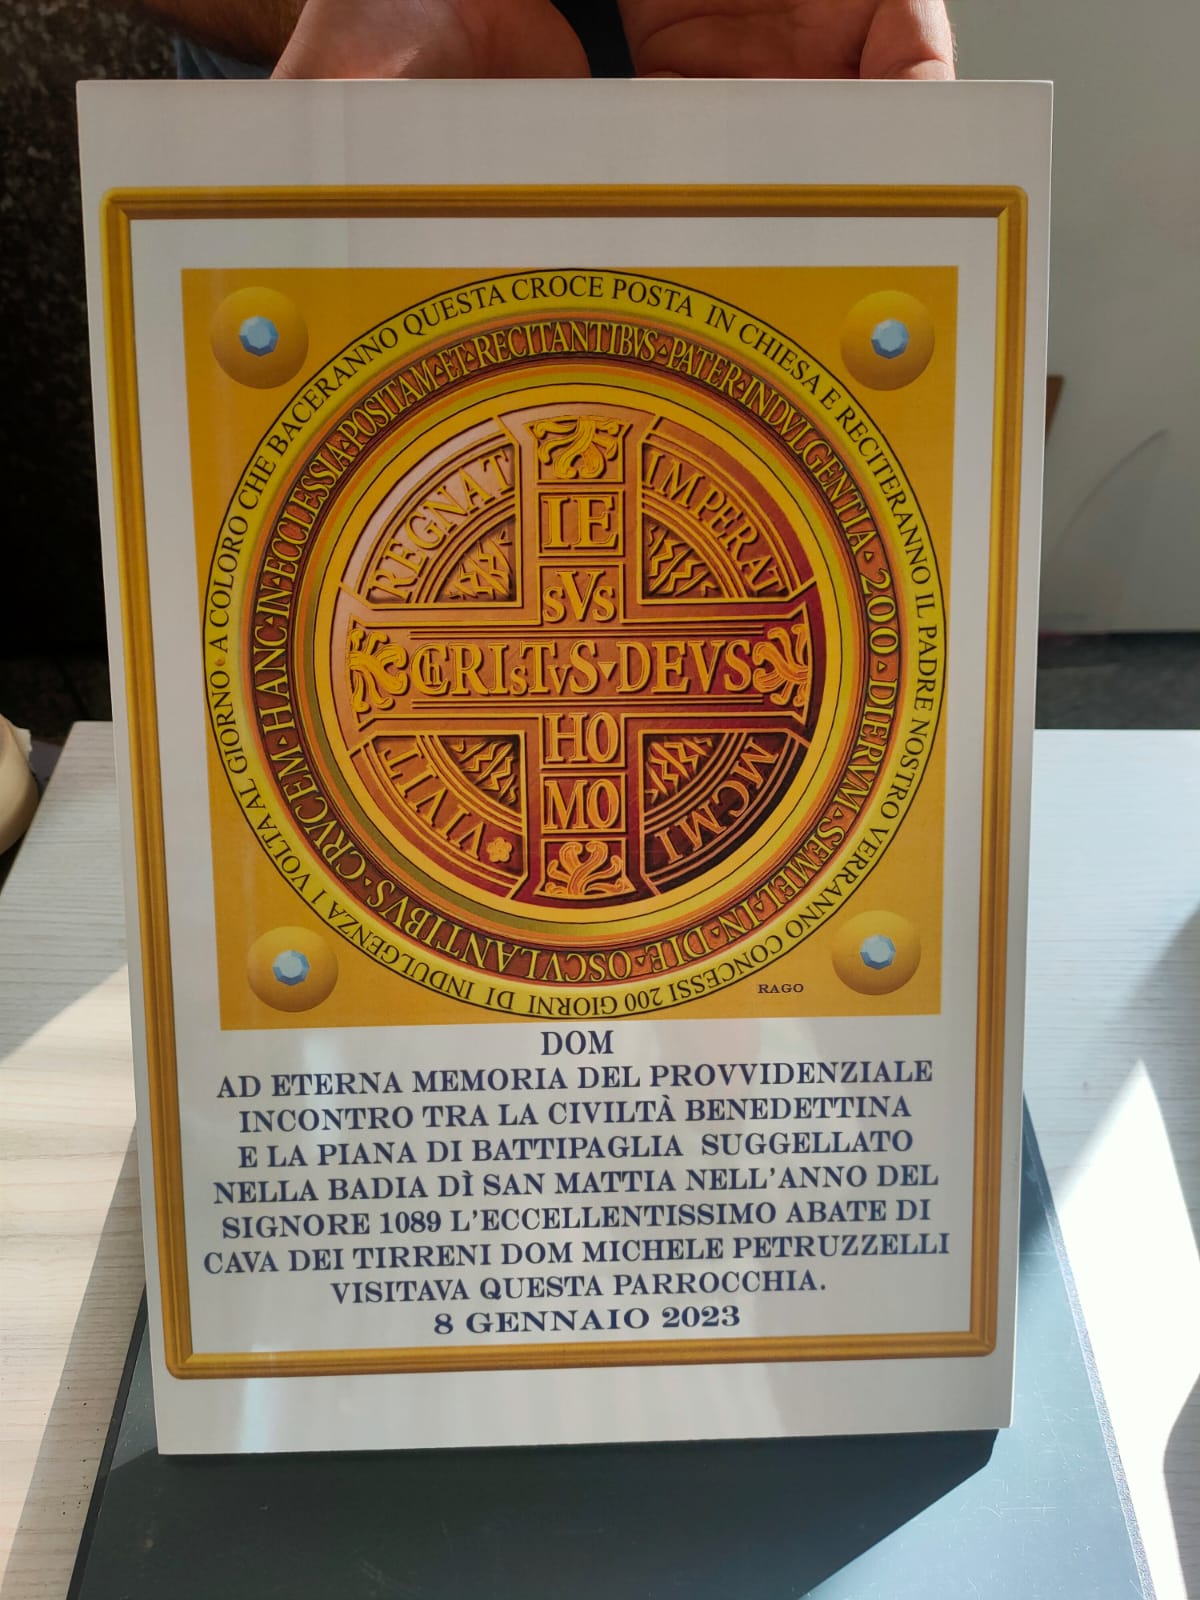 A COLORO CHE BACERANNO QUESTA CROCE POSTA IN CHIESA E RECITERANNO IL PADRE NOSTRO VERRANNO CONCESSI 200 GIORNI DI INDULGENZA 1 VOLTA AL GIORNO
OSCVLANTIBVS · CRVCEM · HANC · IN · ECCLESSIA · POSITAM · ET · RECITANTIBVS · PATER · INDVLGENTIA · 200 · DIERVM · SEMEL · IN · DIE
REGNAT
IMPERAT
IE
SVS
CHRISTVS · DEVS
HO
MO
VIVIT
MCMI
RAGO
DOM
AD ETERNA MEMORIA DEL PROVVIDENZIALE
INCONTRO TRA LA CIVILTÀ BENEDETTINA
E LA PIANA DI BATTIPAGLIA SUGGELLATO
NELLA BADIA DÌ SAN MATTIA NELL'ANNO DEL
SIGNORE 1089 L'ECCELLENTISSIMO ABATE DI
CAVA DEI TIRRENI DOM MICHELE PETRUZZELLI
VISITAVA QUESTA PARROCCHIA.
8 GENNAIO 2023